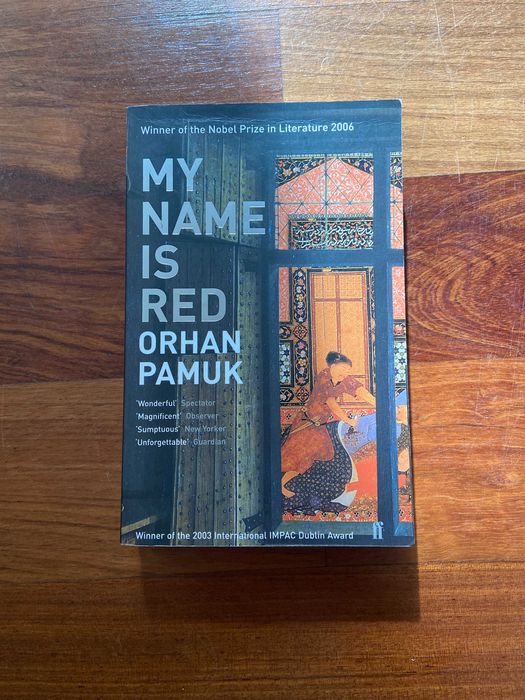 Winner of the Nobel Prize in Literature 2006
MY
NAME
IS
RED
ORHAN
PAMUK
'Wonderful' Spectator
'Magnificent' Observer
'Sumptuous' New Yorker
'Unforgettable' Guardian
Winner of the 2003 International IMPAC Dublin Award
ff